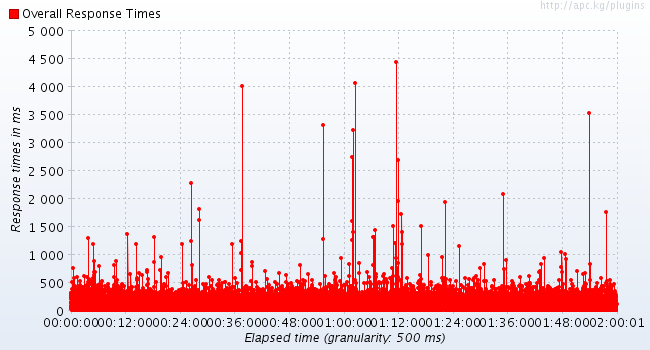 http://apc.kg/plugins
Overall Response Times
5 000
4 500
4 000
3 500
3 000
2 500
2 000
1 500
1 000
500
0
Response times in ms
00:00:00 00:12:00 00:24:00 00:36:00 00:48:00 01:00:00 01:12:00 01:24:00 01:36:00 01:48:00 02:00:01
Elapsed time (granularity: 500 ms)